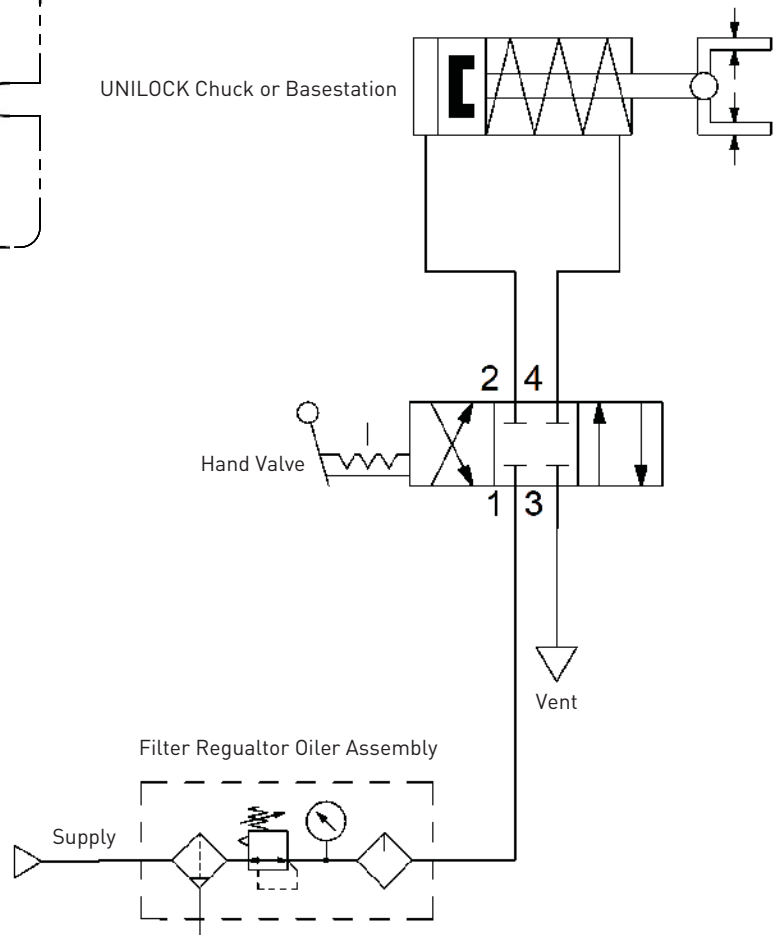 UNILOCK Chuck or Basestation
2 4
Hand Valve
1 3
Vent
Filter Regualtor Oiler Assembly
Supply